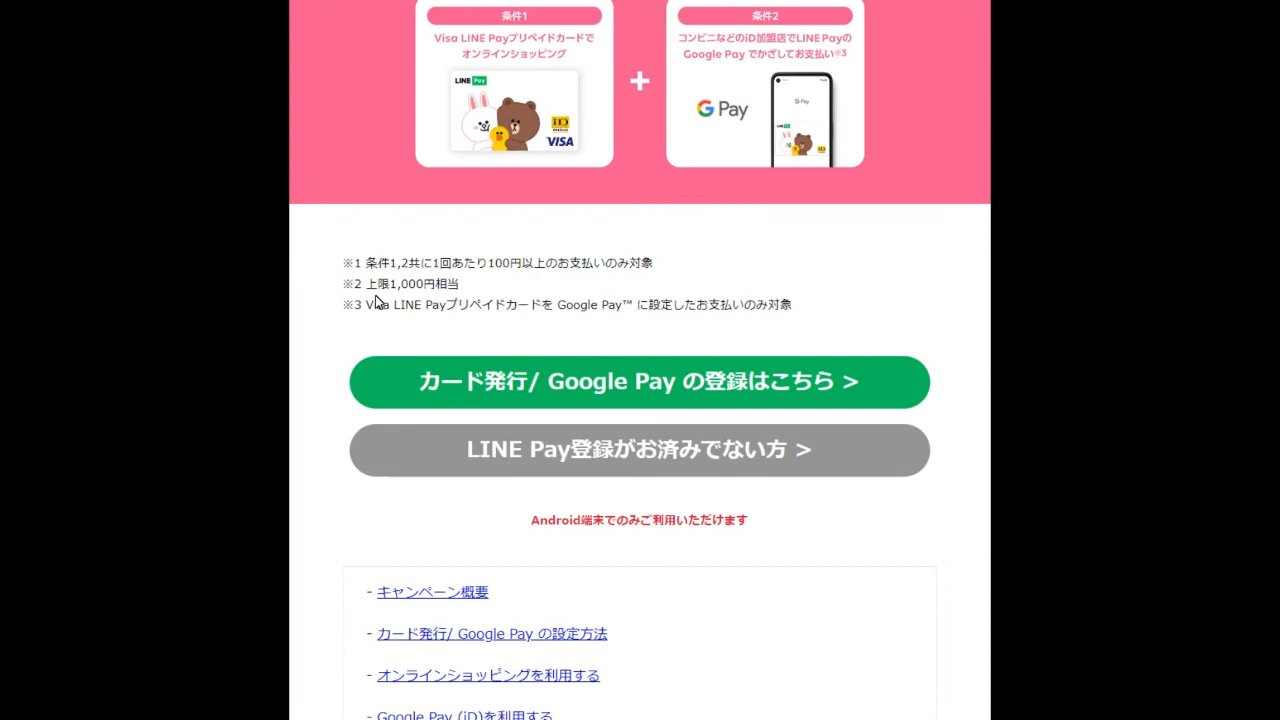 条件1
Visa LINE Payプリペイドカードで
オンラインショッピング
LINE Pay
iD
VISA
条件2
コンビニなどのiD加盟店でLINE Payの
Google Pay でかざしてお支払い※3
G Pay
G Pay
※1 条件1,2共に1回あたり100円以上のお支払いのみ対象
※2 上限1,000円相当
※3 Visa LINE Payプリペイドカードを Google Pay™ に設定したお支払いのみ対象
カード発行/ Google Pay の登録はこちら >
LINE Pay登録がお済みでない方 >
Android端末でのみご利用いただけます
- キャンペーン概要
- カード発行/ Google Pay の設定方法
- オンラインショッピングを利用する
- Google Pay (iD)を利用する